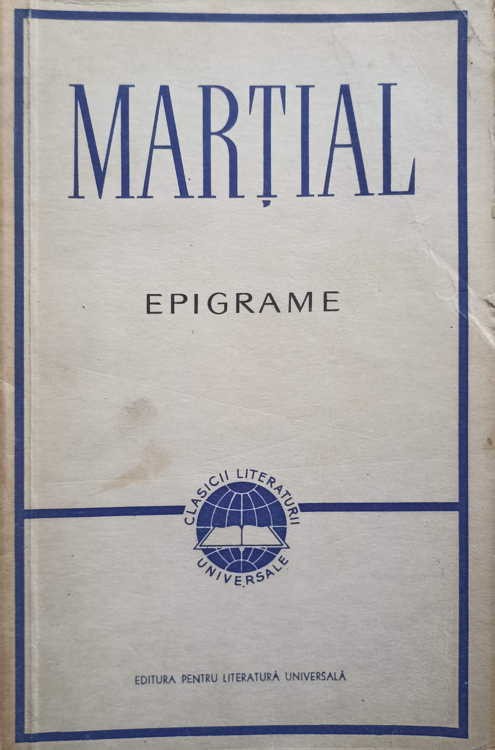 MARȚIAL
EPIGRAME
CLASICII LITERATURII
UNIVERSALE
EDITURA PENTRU LITERATURĂ UNIVERSALĂ